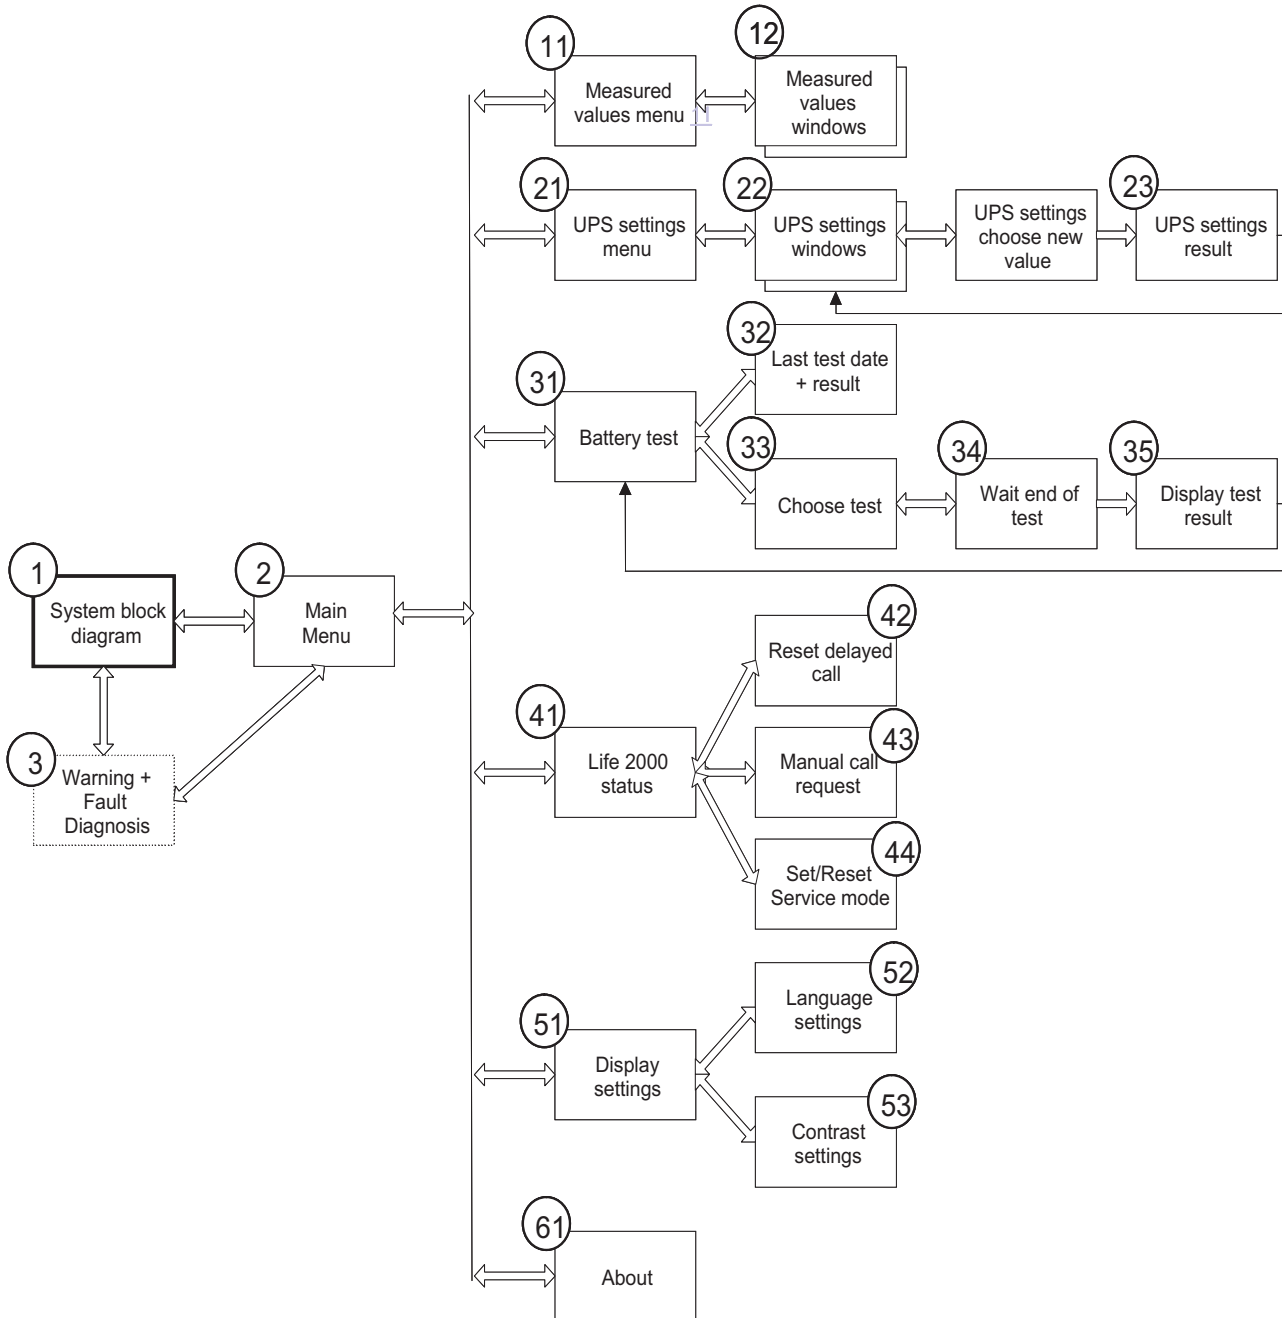 11
Measured
values menu
11
12
Measured
values
windows
21
UPS settings
menu
22
UPS settings
windows
UPS settings
choose new
value
23
UPS settings
result
31
Battery test
32
Last test date
+ result
33
Choose test
34
Wait end of
test
35
Display test
result
1
System block
diagram
2
Main
Menu
3
Warning +
Fault
Diagnosis
41
Life 2000
status
42
Reset delayed
call
43
Manual call
request
44
Set/Reset
Service mode
51
Display
settings
52
Language
settings
53
Contrast
settings
61
About